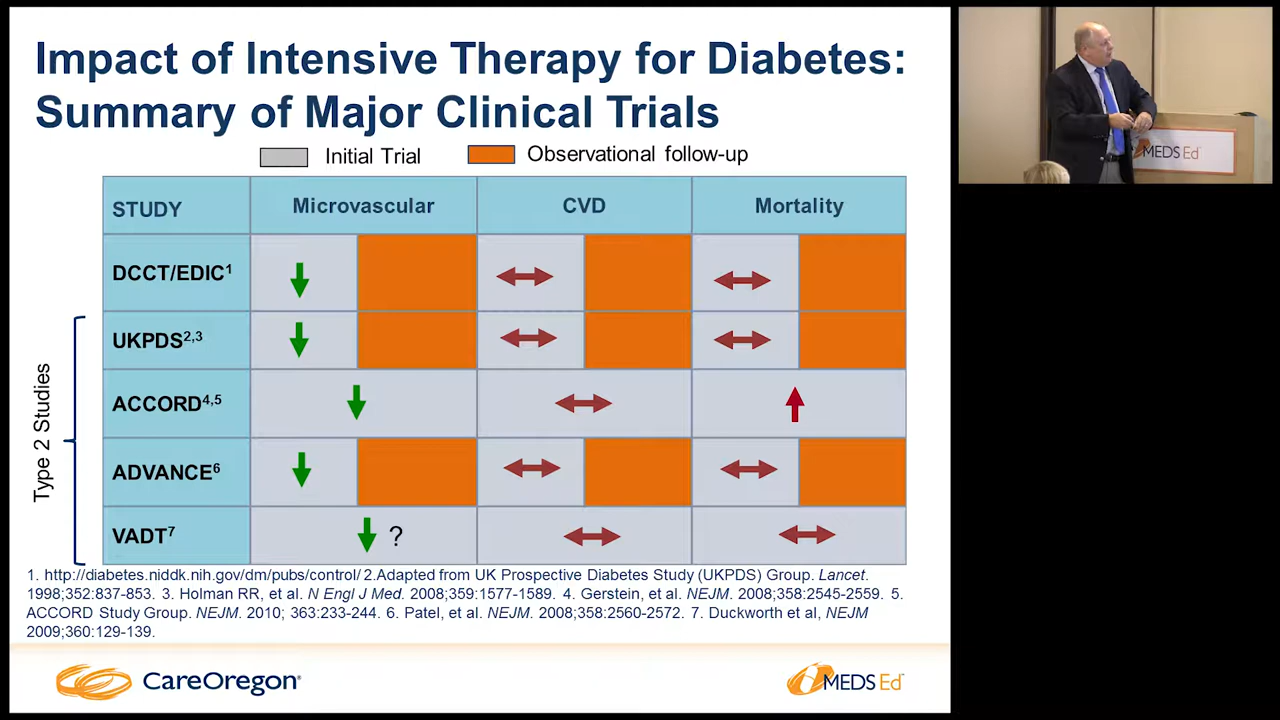 Impact of Intensive Therapy for Diabetes:
Summary of Major Clinical Trials
Initial Trial
Observational follow-up
STUDY
Microvascular
CVD
Mortality
DCCT/EDIC1
UKPDS2,3
ACCORD4,5
ADVANCE6
VADT7
?
Type 2 Studies
1. http://diabetes.niddk.nih.gov/dm/pubs/control/ 2.Adapted from UK Prospective Diabetes Study (UKPDS) Group. Lancet.
1998;352:837-853. 3. Holman RR, et al. N Engl J Med. 2008;359:1577-1589. 4. Gerstein, et al. NEJM. 2008;358:2545-2559. 5.
ACCORD Study Group. NEJM. 2010; 363:233-244. 6. Patel, et al. NEJM. 2008;358:2560-2572. 7. Duckworth et al, NEJM
2009;360:129-139.
CareOregon®
MEDS Ed
MEDS Ed